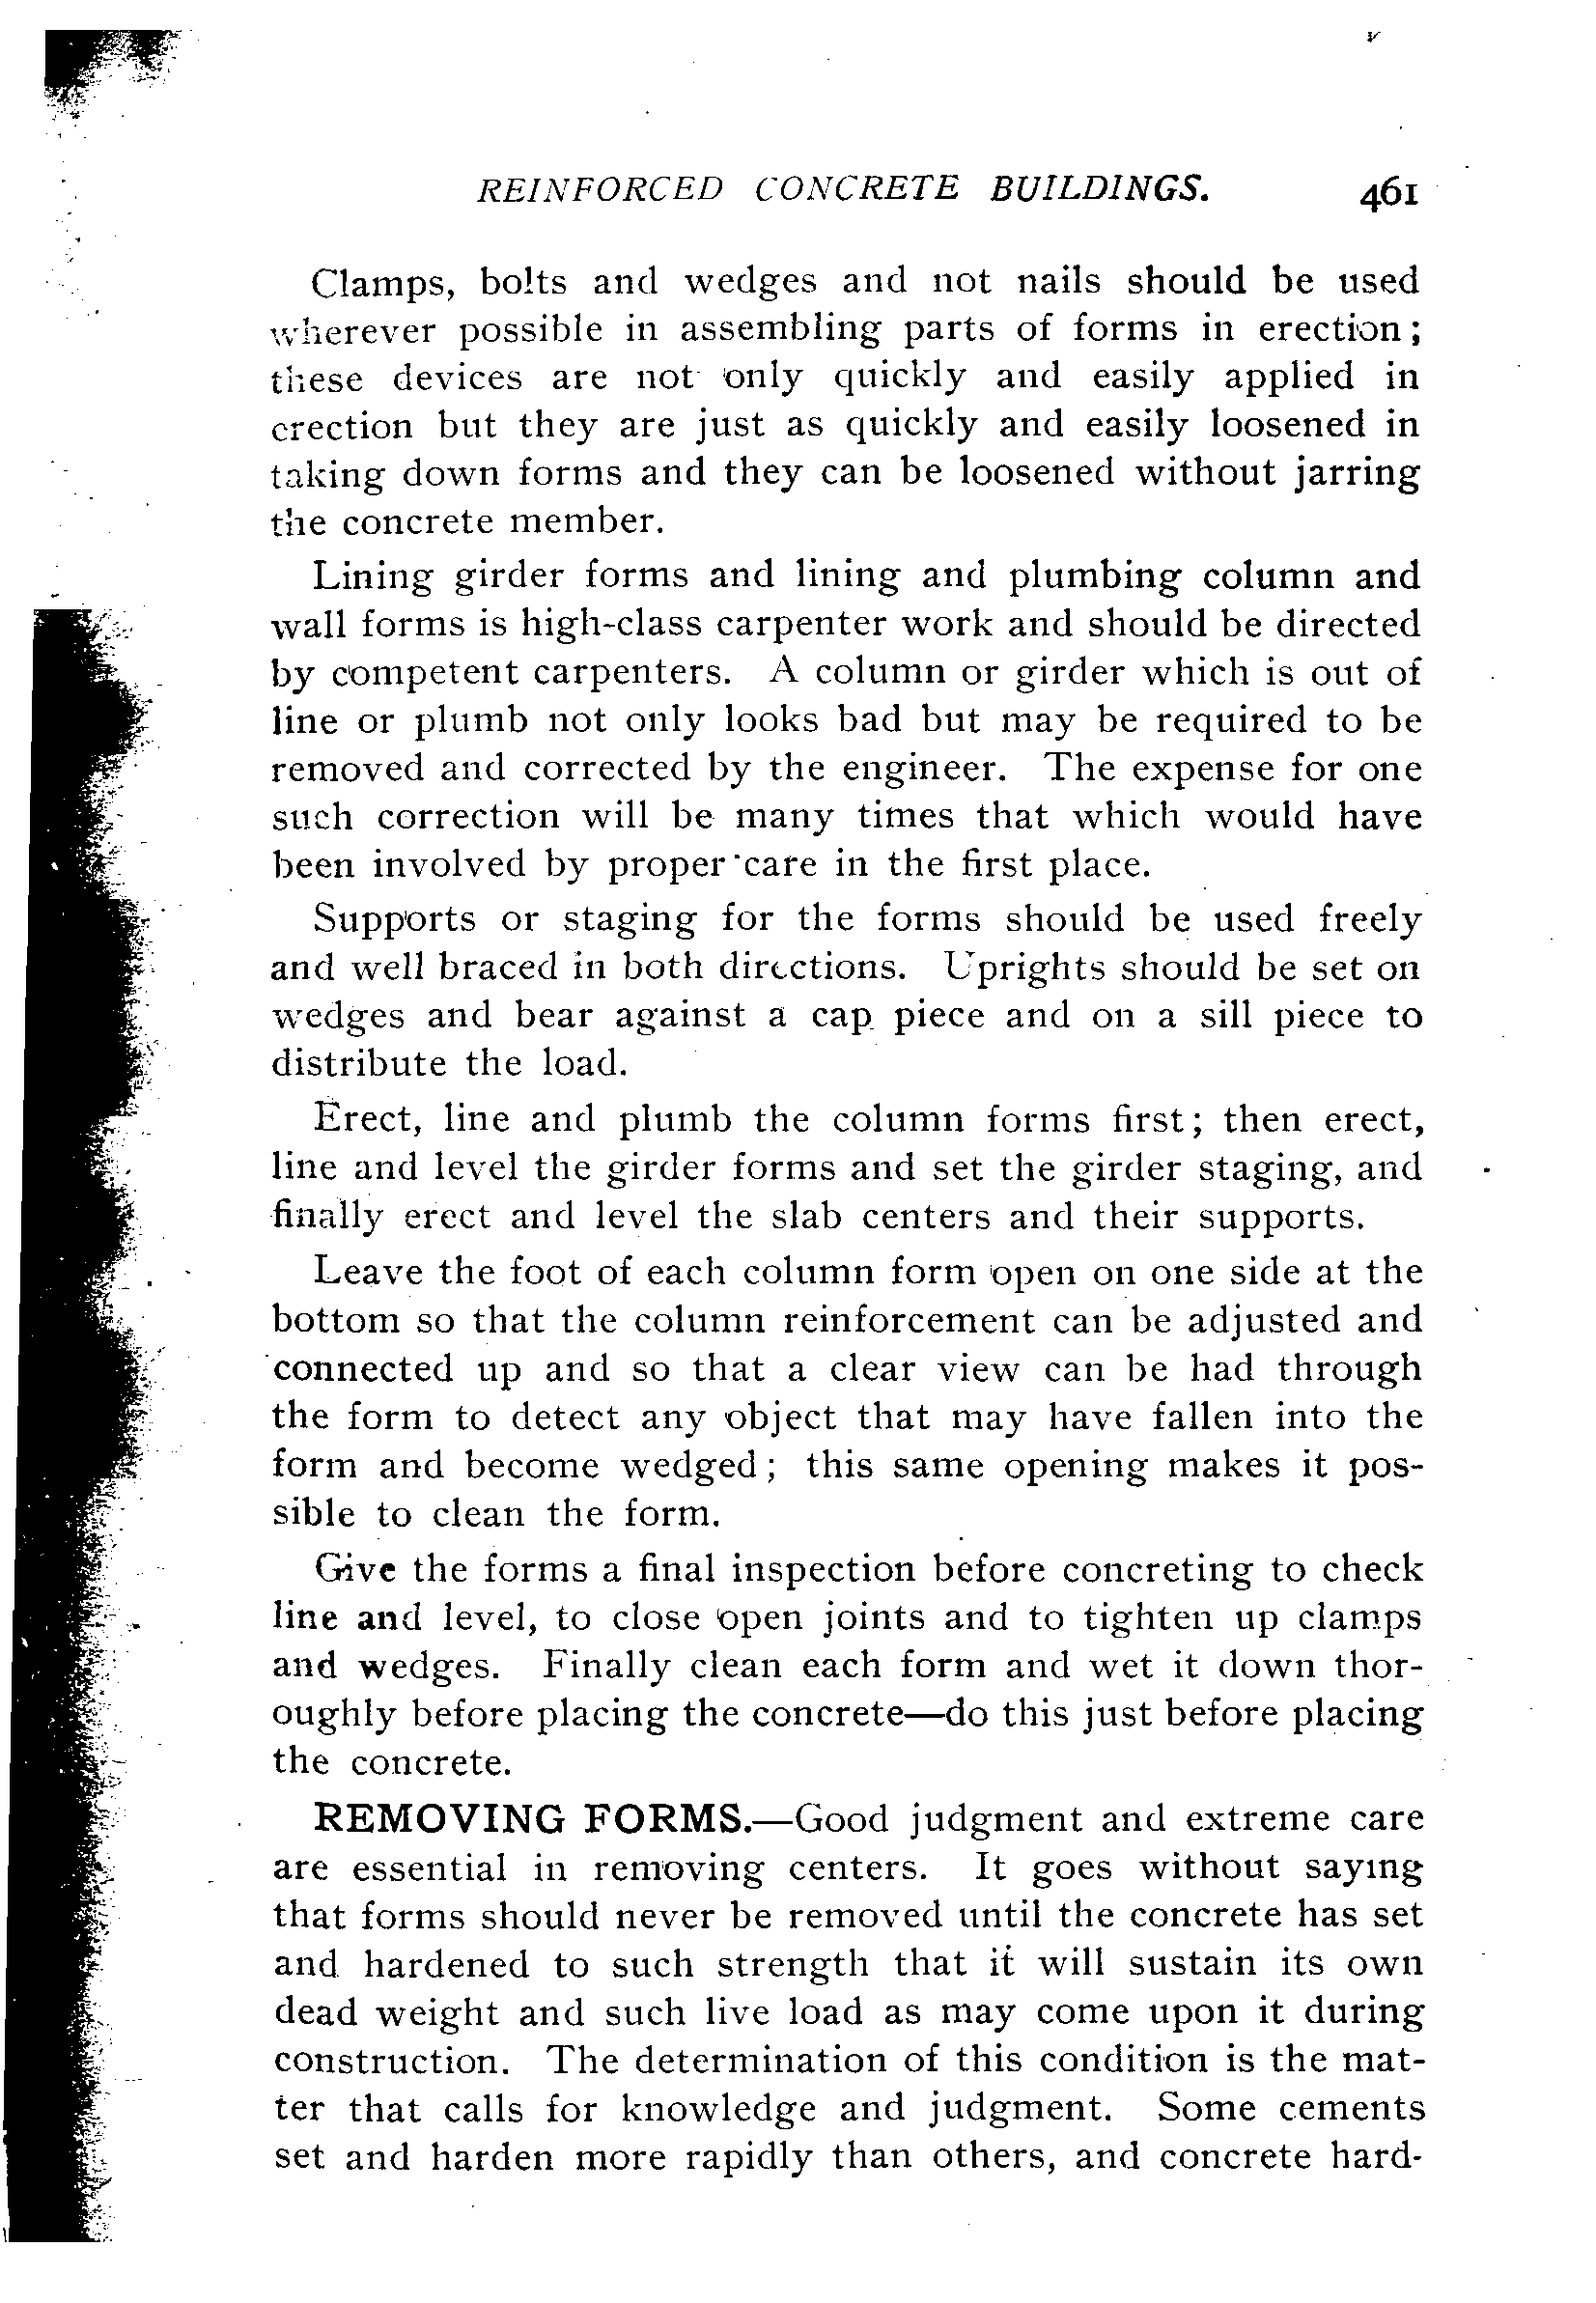 REINFORCED CONCRETE BUILDINGS. 461
Clamps, bolts and wedges and not nails should be used
wherever possible in assembling parts of forms in erection;
these devices are not only quickly and easily applied in
erection but they are just as quickly and easily loosened in
taking down forms and they can be loosened without jarring
the concrete member.
Lining girder forms and lining and plumbing column and
wall forms is high-class carpenter work and should be directed
by competent carpenters. A column or girder which is out of
line or plumb not only looks bad but may be required to be
removed and corrected by the engineer. The expense for one
such correction will be many times that which would have
been involved by proper care in the first place.
Supports or staging for the forms should be used freely
and well braced in both directions. Uprights should be set on
wedges and bear against a cap piece and on a sill piece to
distribute the load.
Erect, line and plumb the column forms first; then erect,
line and level the girder forms and set the girder staging, and
finally erect and level the slab centers and their supports.
Leave the foot of each column form open on one side at the
bottom so that the column reinforcement can be adjusted and
connected up and so that a clear view can be had through
the form to detect any object that may have fallen into the
form and become wedged; this same opening makes it pos-
sible to clean the form.
Give the forms a final inspection before concreting to check
line and level, to close open joints and to tighten up clamps
and wedges. Finally clean each form and wet it down thor-
oughly before placing the concrete—do this just before placing
the concrete.
REMOVING FORMS.—Good judgment and extreme care
are essential in removing centers. It goes without saying
that forms should never be removed until the concrete has set
and hardened to such strength that it will sustain its own
dead weight and such live load as may come upon it during
construction. The determination of this condition is the mat-
ter that calls for knowledge and judgment. Some cements
set and harden more rapidly than others, and concrete hard-